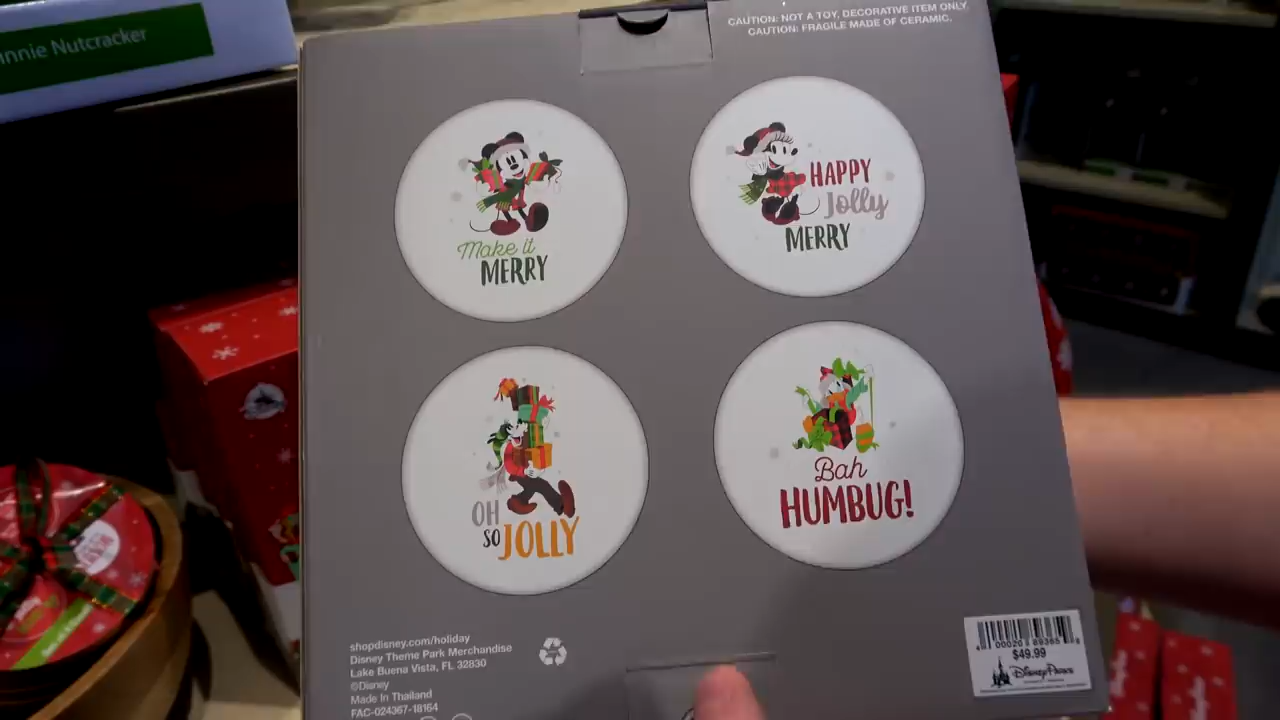 nnie Nutcracker
CAUTION: NOT A TOY, DECORATIVE ITEM ONLY.
CAUTION: FRAGILE MADE OF CERAMIC.
Make it
MERRY
HAPPY
Jolly
MERRY
OH
SO JOLLY
Bah
HUMBUG!
shopdisney.com/holiday
Disney Theme Park Merchandise
Lake Buena Vista, FL 32830
©Disney
Made In Thailand
FAC-024367-18164
$49.99
Disney Parks